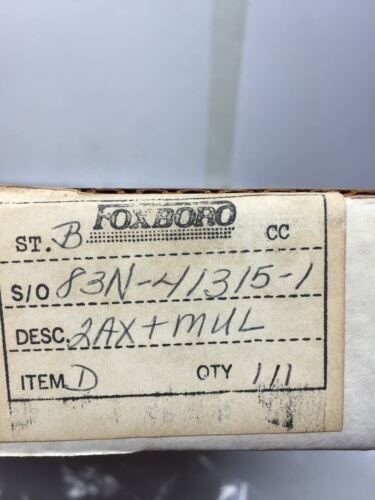 FOXBORO
ST. B CC
S/O 83N-41315-1
DESC. 2AX+MUL
ITEM D QTY 1/1